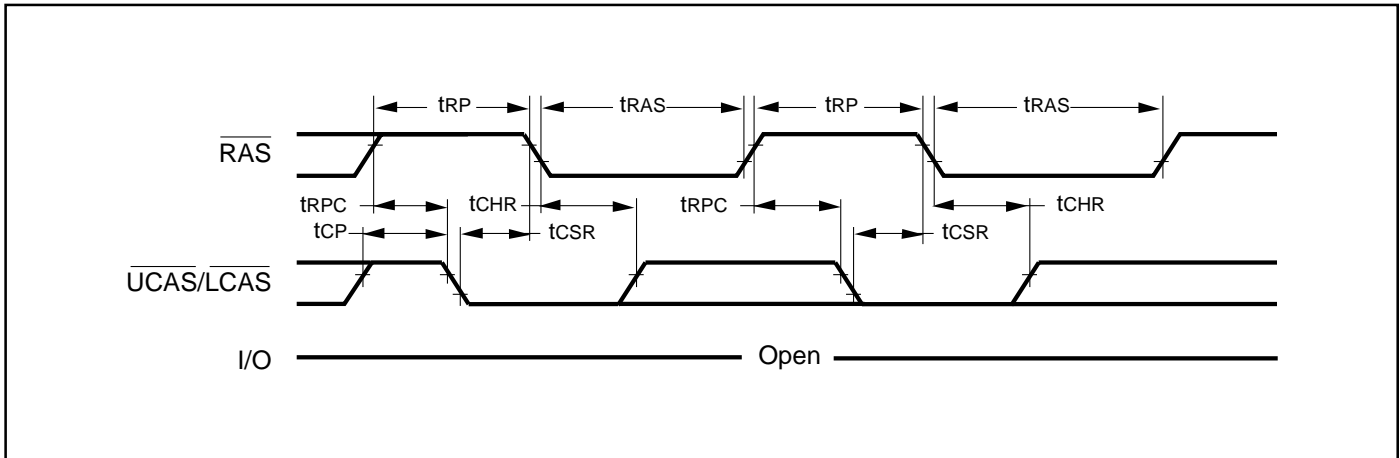 tRP tRAS tRP tRAS
RAS
tRPC tCHR tRPC tCHR
tCP tCSR tCSR
UCAS/LCAS
I/O Open